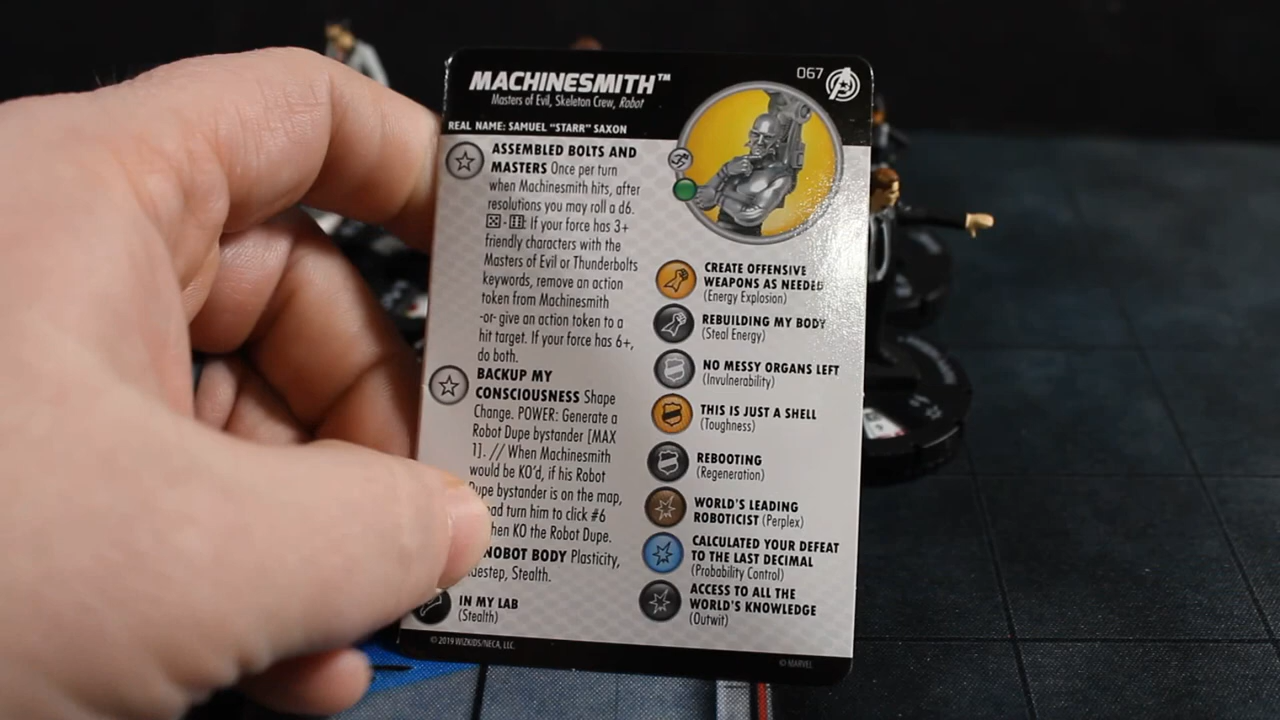 MACHINESMITH™
067
Masters of Evil, Skeleton Crew, Robot
REAL NAME: SAMUEL "STARR" SAXON
ASSEMBLED BOLTS AND
MASTERS Once per turn
when Machinesmith hits, after
resolutions you may roll a d6.
⚄ - ⚅: If your force has 3+
friendly characters with the
Masters of Evil or Thunderbolts
keywords, remove an action
token from Machinesmith
-or- give an action token to a
hit target. If your force has 6+,
do both.
BACKUP MY
CONSCIOUSNESS Shape
Change. POWER: Generate a
Robot Dupe bystander [MAX
1]. // When Machinesmith
would be KO'd, if his Robot
Dupe bystander is on the map,
turn him to click #6
KO the Robot Dupe.
BODY Plasticity,
Stealth.
IN MY LAB
(Stealth)
CREATE OFFENSIVE
WEAPONS AS NEEDED
(Energy Explosion)
REBUILDING MY BODY
(Steal Energy)
NO MESSY ORGANS LEFT
(Invulnerability)
THIS IS JUST A SHELL
(Toughness)
REBOOTING
(Regeneration)
WORLD'S LEADING
ROBOTICIST (Perplex)
CALCULATED YOUR DEFEAT
TO THE LAST DECIMAL
(Probability Control)
ACCESS TO ALL THE
WORLD'S KNOWLEDGE
(Outwit)
© 2019 WIZKIDS/NECA, LLC.
© MARVEL